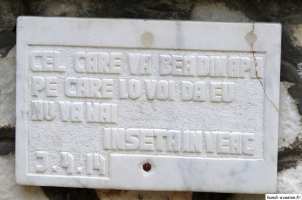 CEL CARE VA BEA DIN APA
PE CARE IO VOI DA EU
NU VA MAI
INSETA IN VEAC
J.4.14